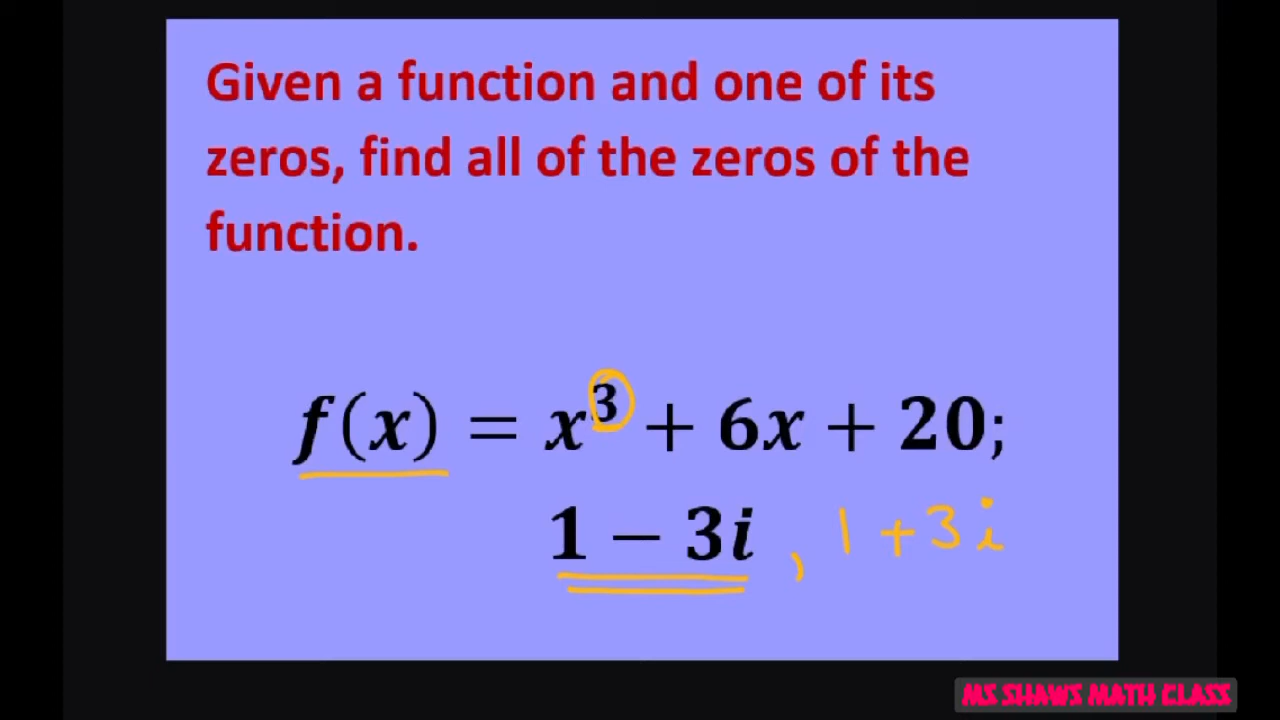 Given a function and one of its
zeros, find all of the zeros of the
function.
f(x) = x³ + 6x + 20;
1 − 3i , 1 + 3i
MS SHAWS MATH CLASS